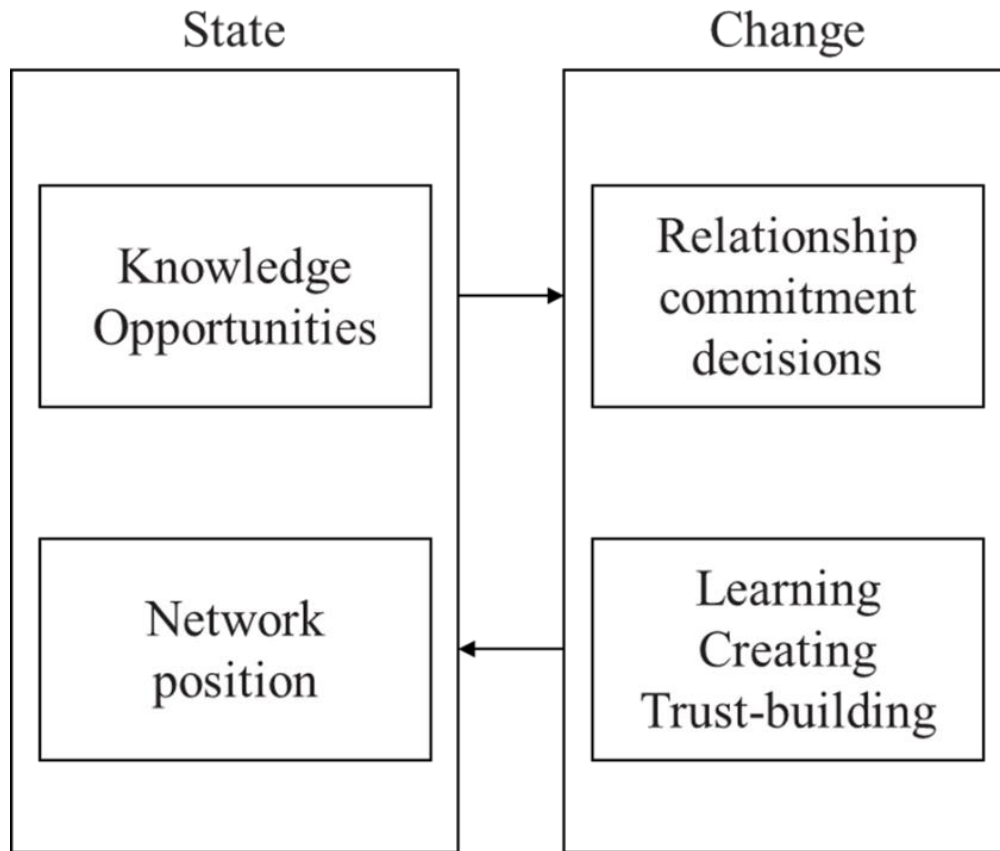 State
Change
Knowledge
Opportunities
Relationship
commitment
decisions
Network
position
Learning
Creating
Trust-building